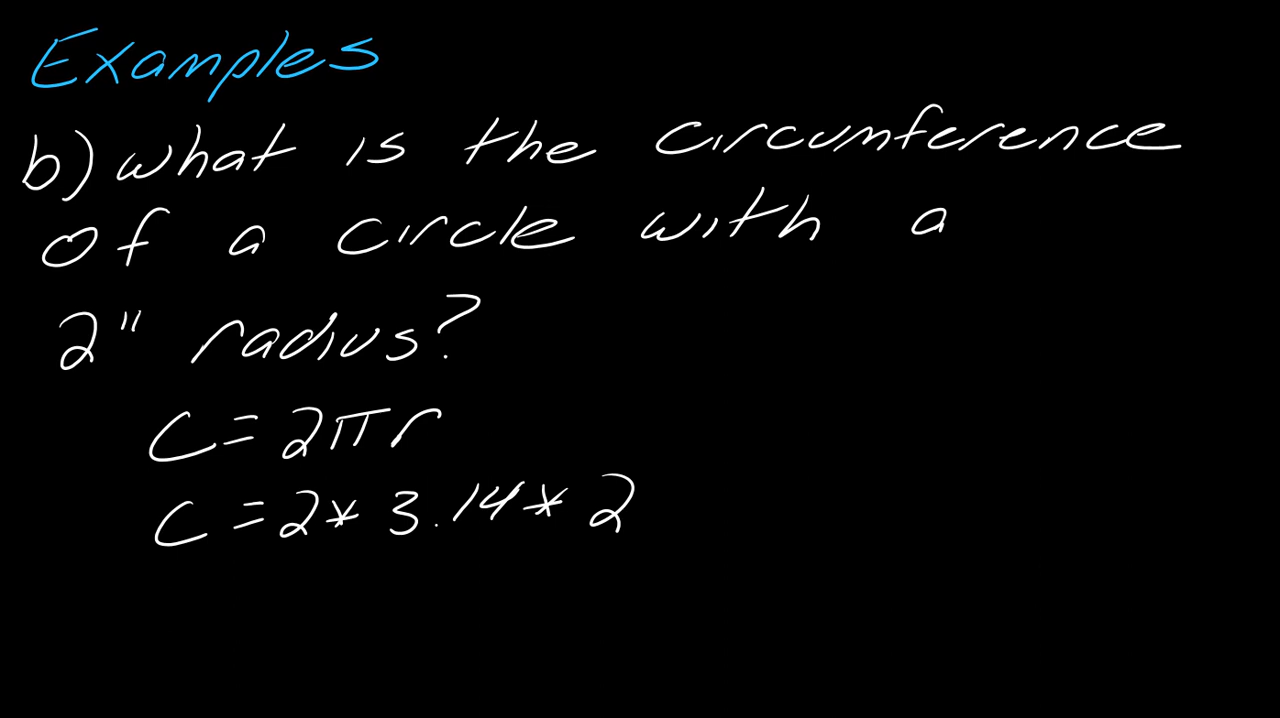 Examples
b) what is the circumference
of a circle with a
2" radius?
C = 2πr
C = 2* 3.14 * 2